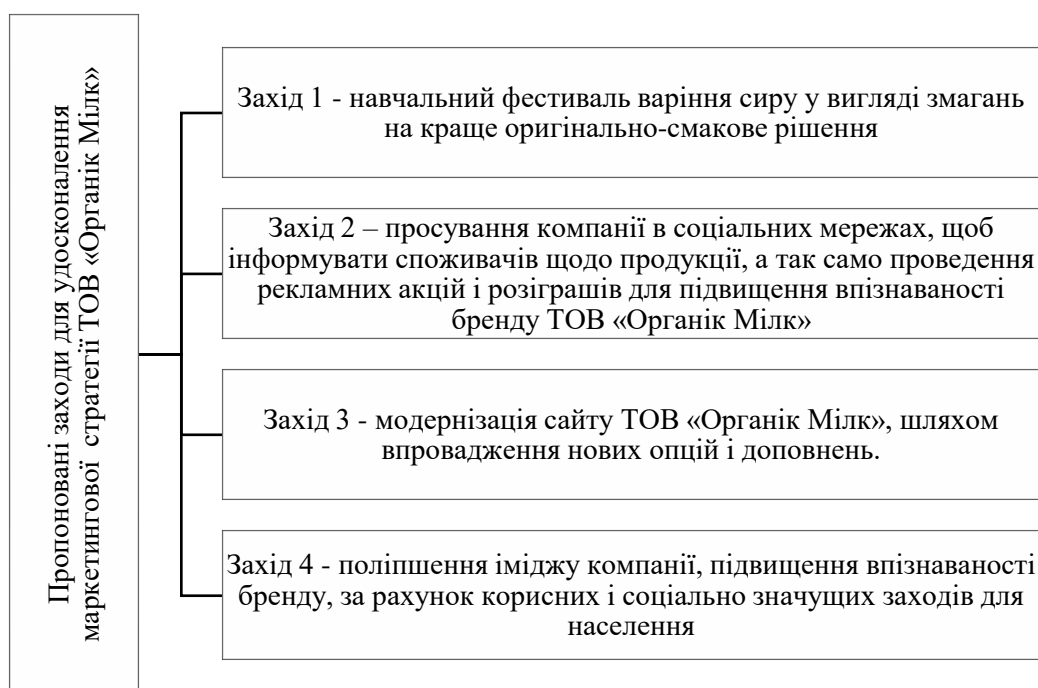 Пропоновані заходи для удосконалення
маркетингової стратегії ТОВ «Органік Мілк»
Захід 1 - навчальний фестиваль варіння сиру у вигляді змагань
на краще оригінально-смакове рішення
Захід 2 – просування компанії в соціальних мережах, щоб
інформувати споживачів щодо продукції, а так само проведення
рекламних акцій і розіграшів для підвищення впізнаваності
бренду ТОВ «Органік Мілк»
Захід 3 - модернізація сайту ТОВ «Органік Мілк», шляхом
впровадження нових опцій і доповнень.
Захід 4 - поліпшення іміджу компанії, підвищення впізнаваності
бренду, за рахунок корисних і соціально значущих заходів для
населення